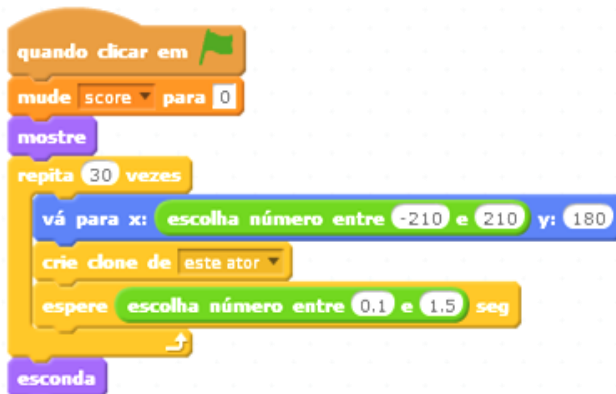 quando clicar em
mude score para 0
mostre
repita 30 vezes
vá para x: escolha número entre -210 e 210 y: 180
crie clone de este ator
espere escolha número entre 0.1 e 1.5 seg
esconda